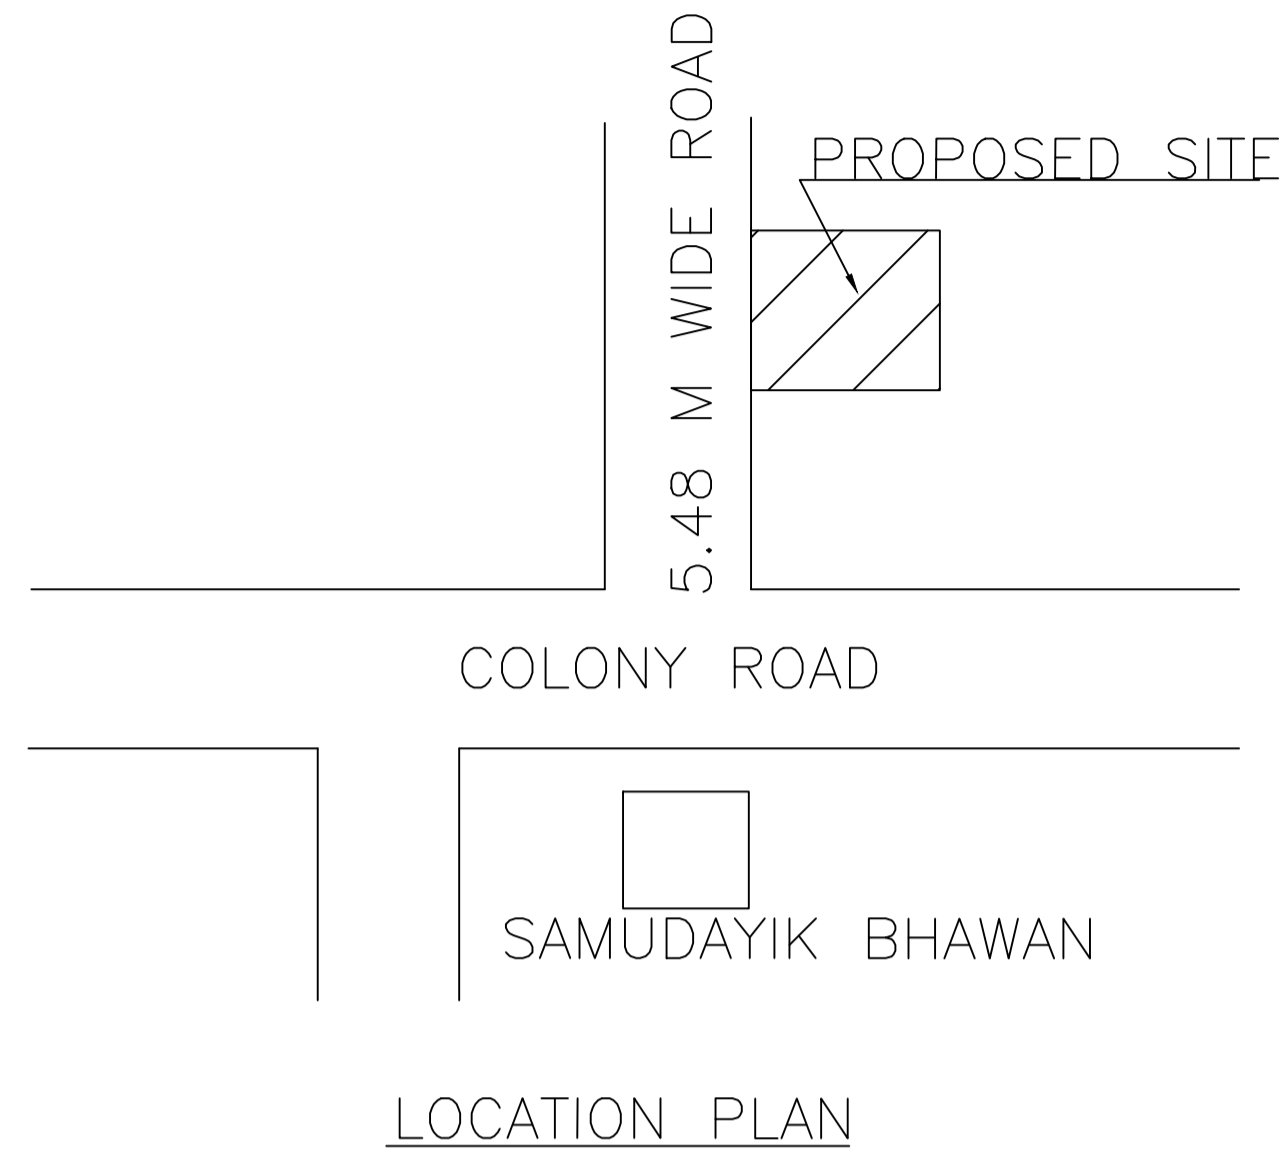 5.48 M WIDE ROAD
PROPOSED SITE
COLONY ROAD
SAMUDAYIK BHAWAN
LOCATION PLAN